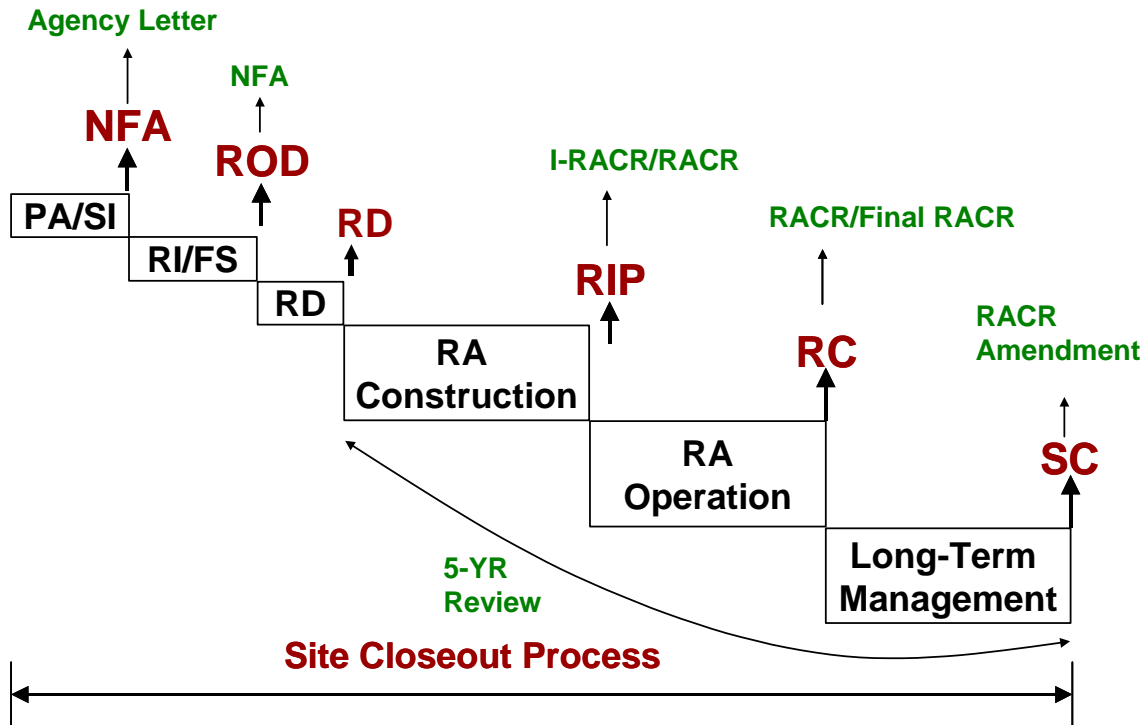 Agency Letter
NFA
NFA
ROD
I-RACR/RACR
PA/SI
RD
RACR/Final RACR
RI/FS
RIP
RD
RACR
Amendment
RA
Construction
RC
RA
Operation
SC
5-YR
Review
Long-Term
Management
Site Closeout Process